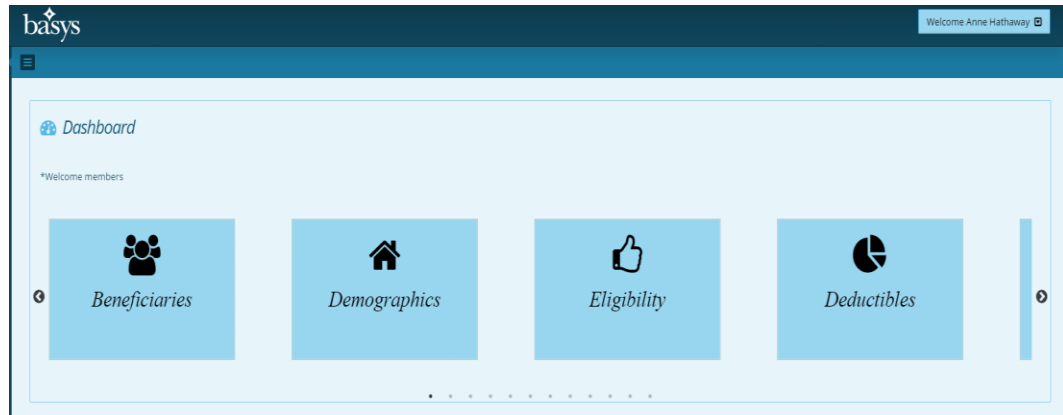 basys
Welcome Anne Hathaway
Dashboard
*Welcome members
Beneficiaries
Demographics
Eligibility
Deductibles